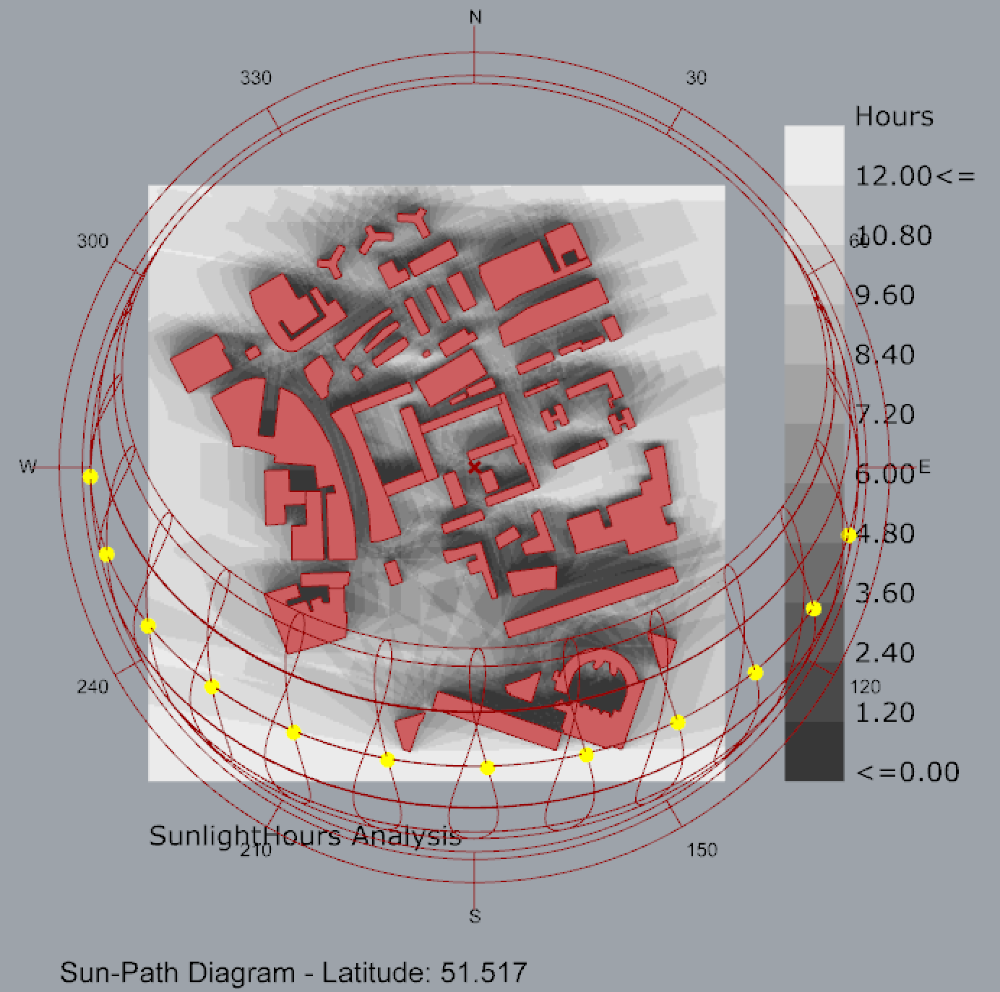 N
330
30
Hours
12.00<=
300
60
10.80
9.60
8.40
7.20
W
6.00
E
4.80
3.60
2.40
240
120
1.20
<=0.00
SunlightHours Analysis
210
150
S
Sun-Path Diagram - Latitude: 51.517